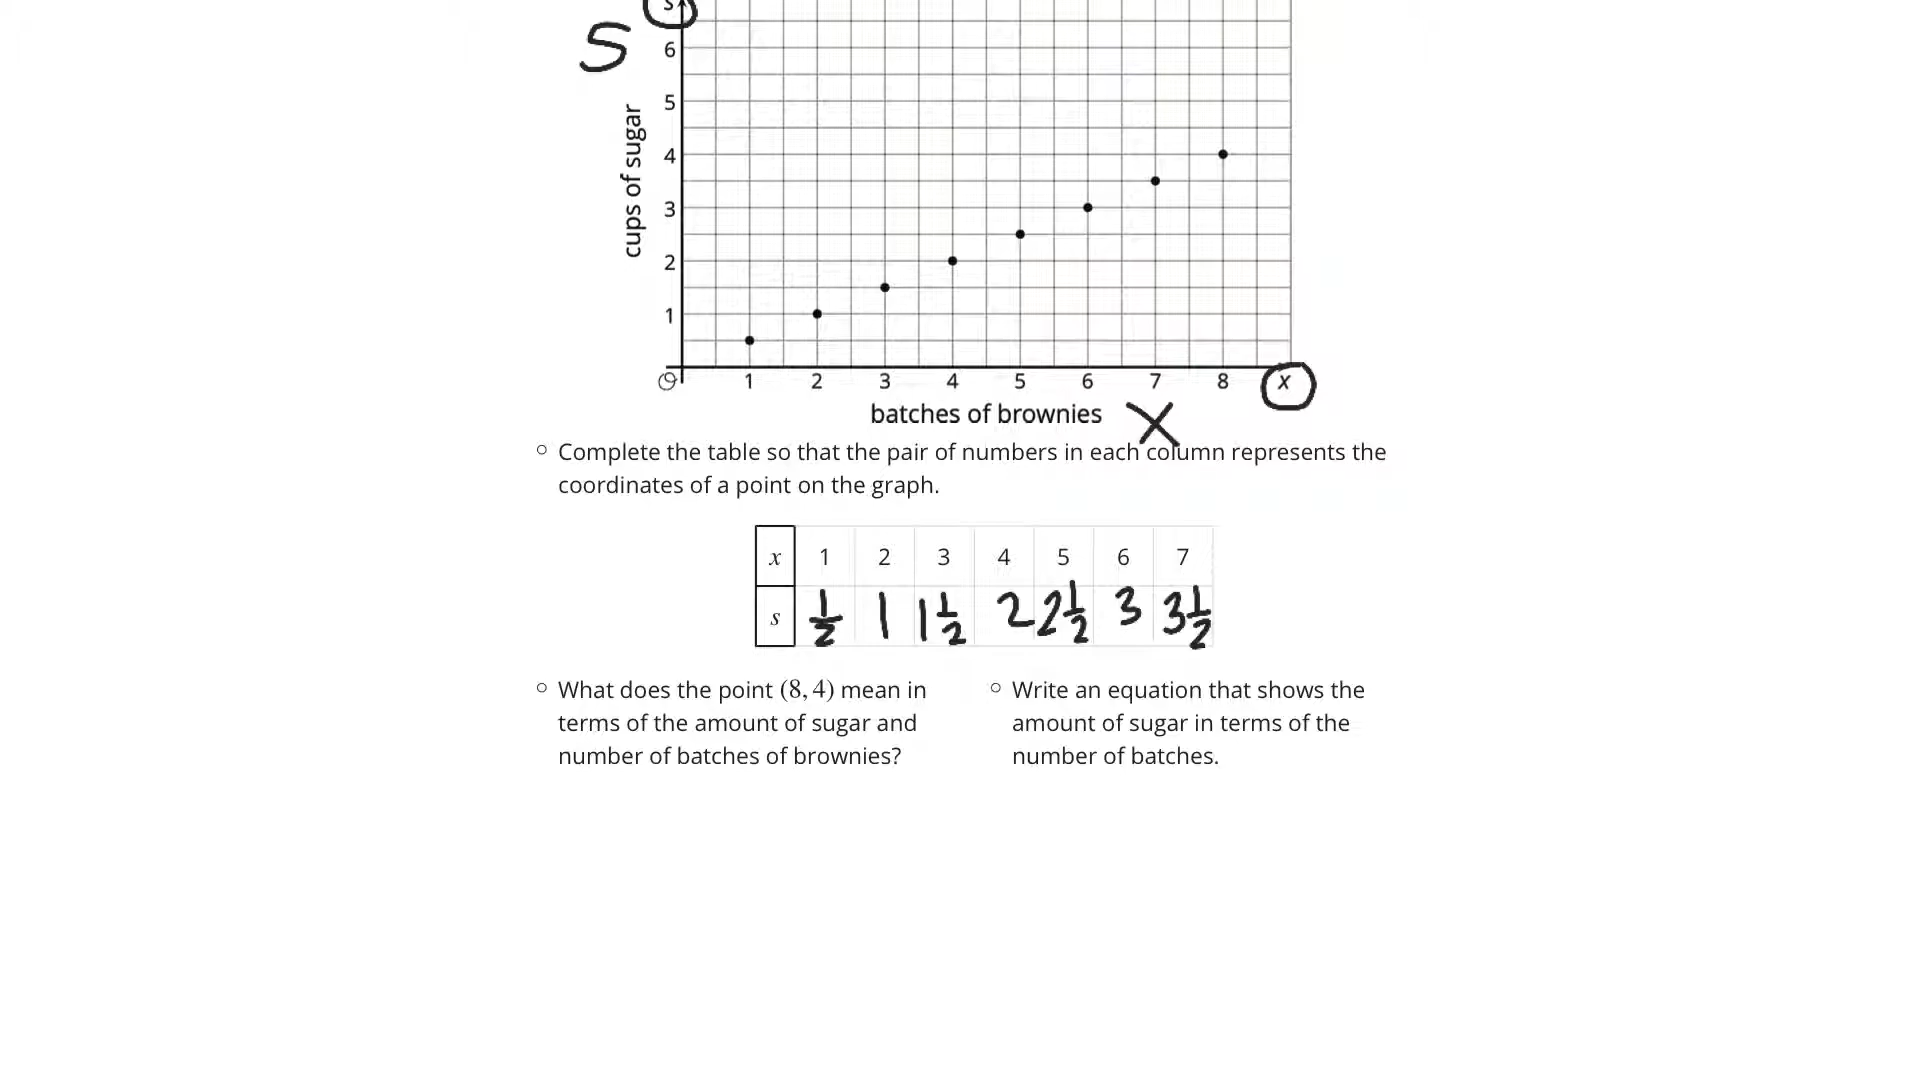 s
S
6
5
4
3
2
1
cups of sugar
0 1 2 3 4 5 6 7 8 x
batches of brownies X
◦ Complete the table so that the pair of numbers in each column represents the
coordinates of a point on the graph.
x 1 2 3 4 5 6 7
s 1/2 1 1 1/2 2 2 1/2 3 3 1/2
◦ What does the point (8, 4) mean in
terms of the amount of sugar and
number of batches of brownies?
◦ Write an equation that shows the
amount of sugar in terms of the
number of batches.